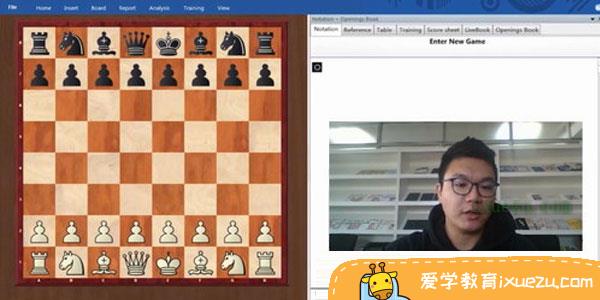 File Home Insert Board Report Analysis Training View
Notation + Openings Book
Notation Reference Table Training Score sheet LiveBook Openings Book
Enter New Game
爱学教育ixuezu.com